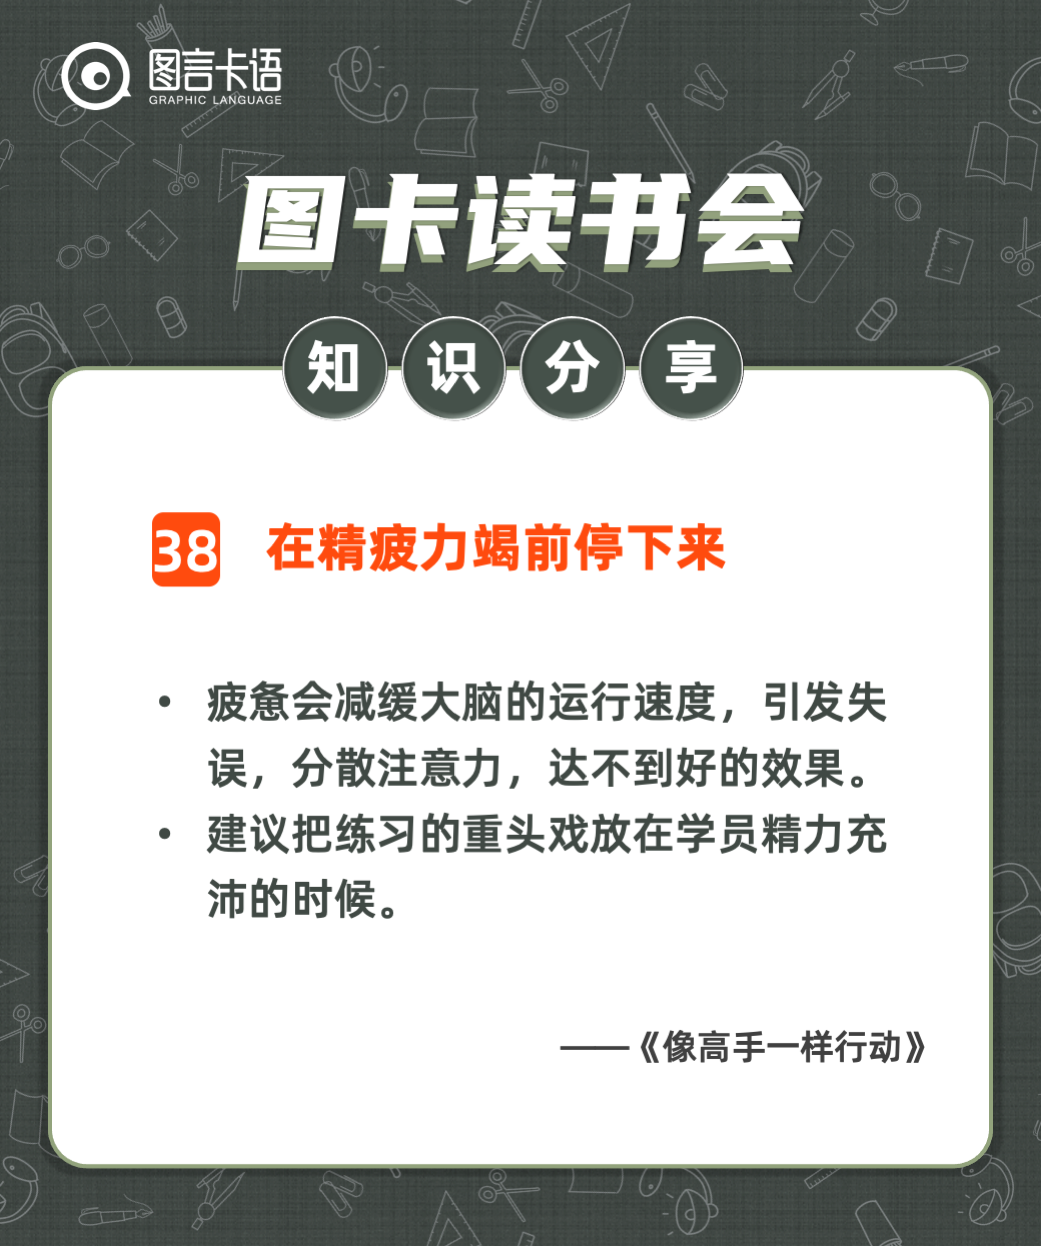 图言卡语
GRAPHIC LANGUAGE
图卡读书会
知识分享
38 在精疲力竭前停下来
• 疲惫会减缓大脑的运行速度，引发失
误，分散注意力，达不到好的效果。
• 建议把练习的重头戏放在学员精力充
沛的时候。
——《像高手一样行动》